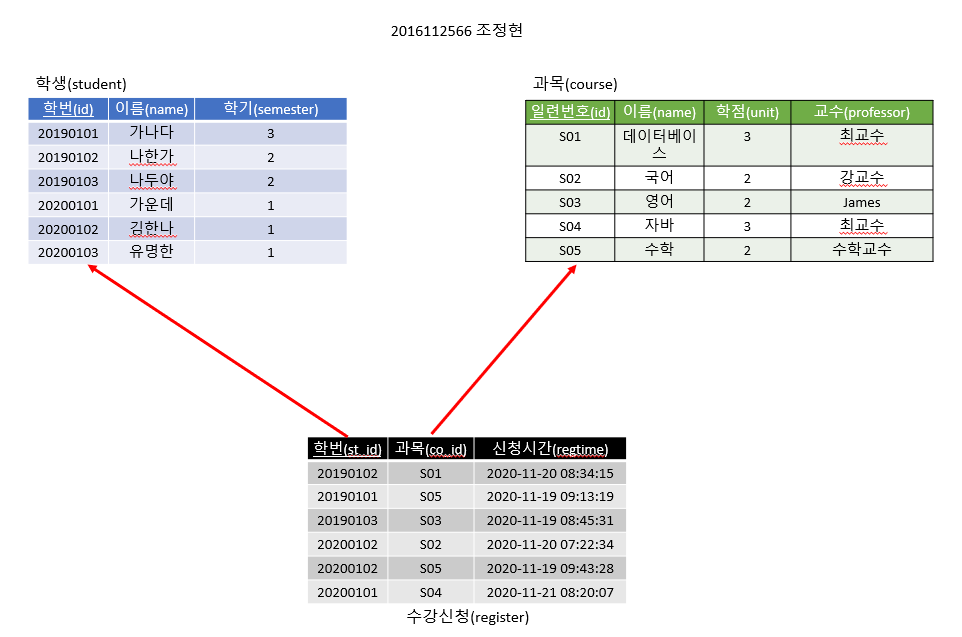 2016112566 조정현
학생(student)
학번(id) 이름(name) 학기(semester)
20190101 가나다 3
20190102 나한가 2
20190103 나두야 2
20200101 가운데 1
20200102 김한나 1
20200103 유명한 1
과목(course)
일련번호(id) 이름(name) 학점(unit) 교수(professor)
S01 데이터베이스 3 최교수
S02 국어 2 강교수
S03 영어 2 James
S04 자바 3 최교수
S05 수학 2 수학교수
학번(st_id) 과목(co_id) 신청시간(regtime)
20190102 S01 2020-11-20 08:34:15
20190101 S05 2020-11-19 09:13:19
20190103 S03 2020-11-19 08:45:31
20200102 S02 2020-11-20 07:22:34
20200102 S05 2020-11-19 09:43:28
20200101 S04 2020-11-21 08:20:07
수강신청(register)